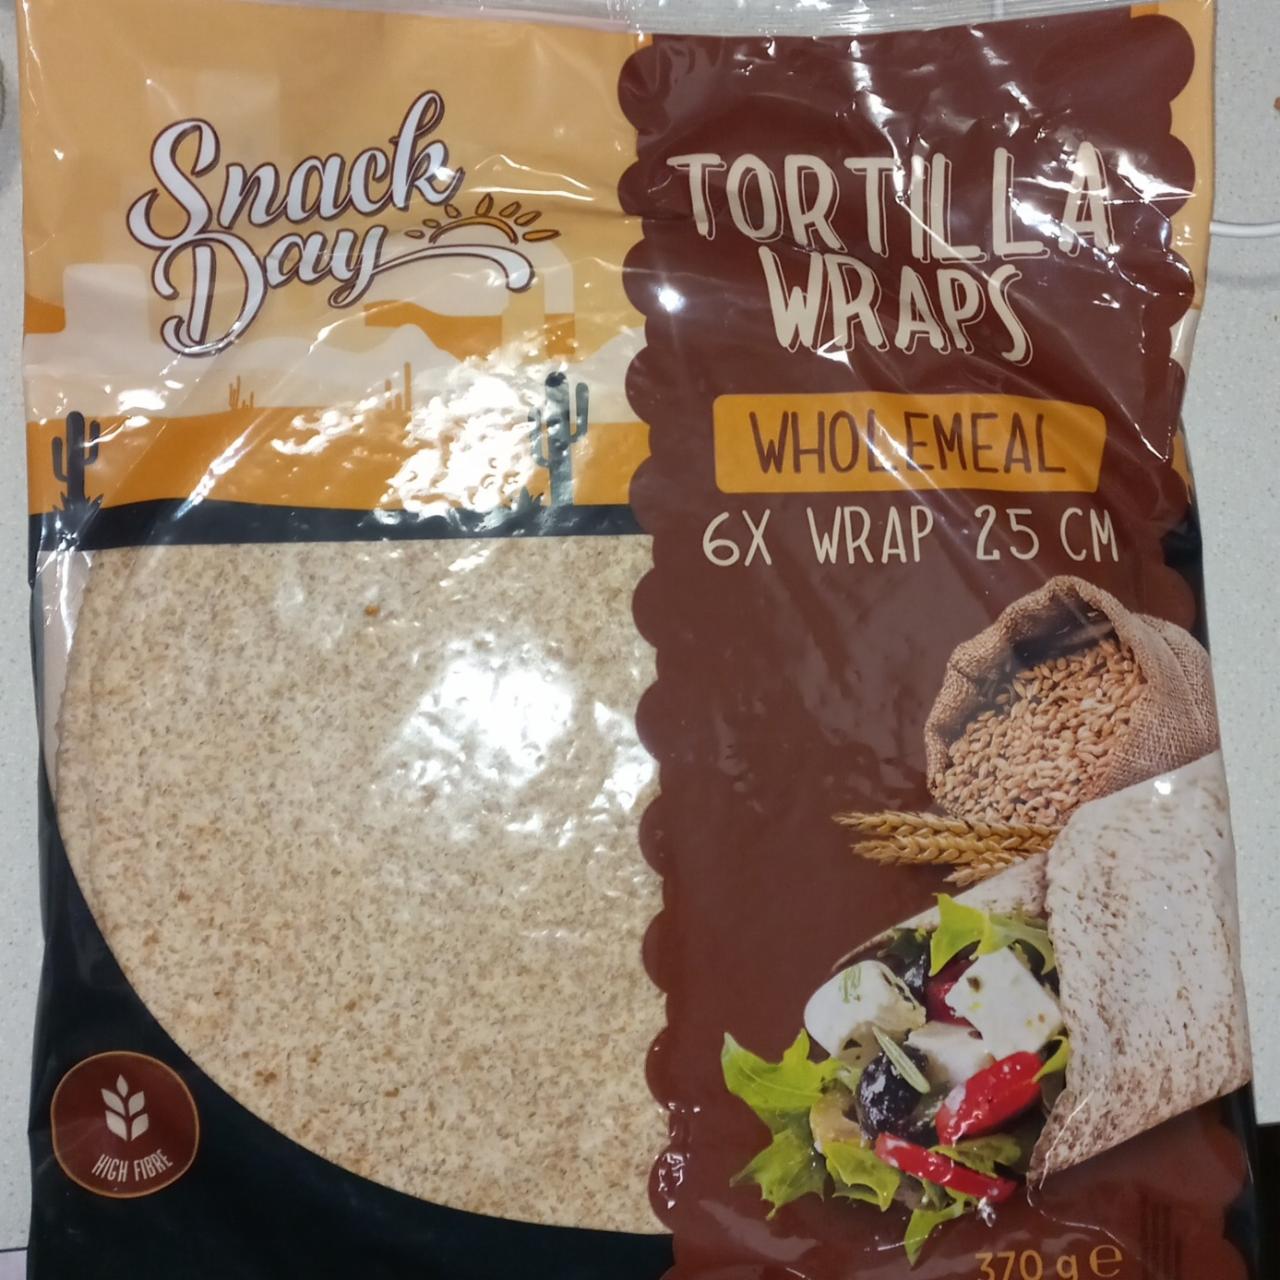 Snack
Day
TORTILLA
WRAPS
WHOLEMEAL
6X WRAP 25 CM
HIGH FIBRE
370 g e